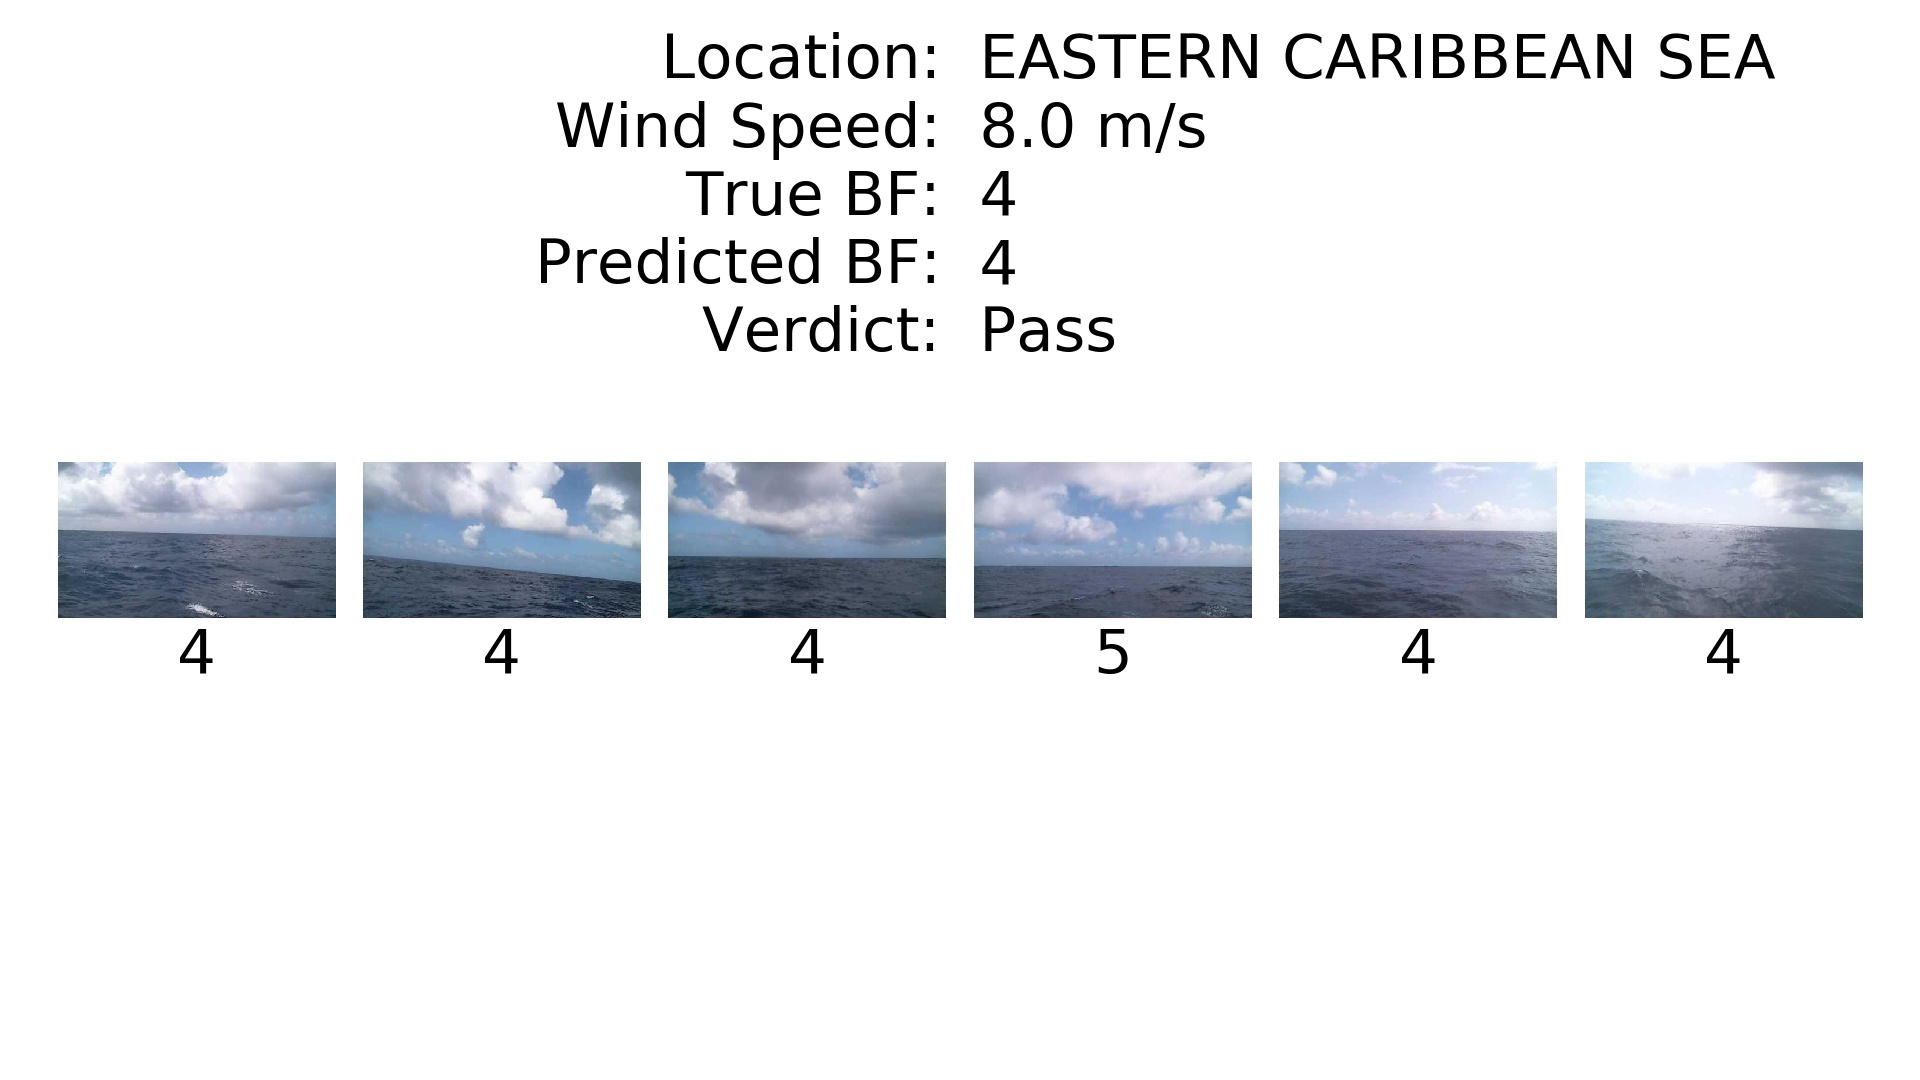 Location: EASTERN CARIBBEAN SEA
Wind Speed: 8.0 m/s
True BF: 4
Predicted BF: 4
Verdict: Pass
4 4 4 5 4 4